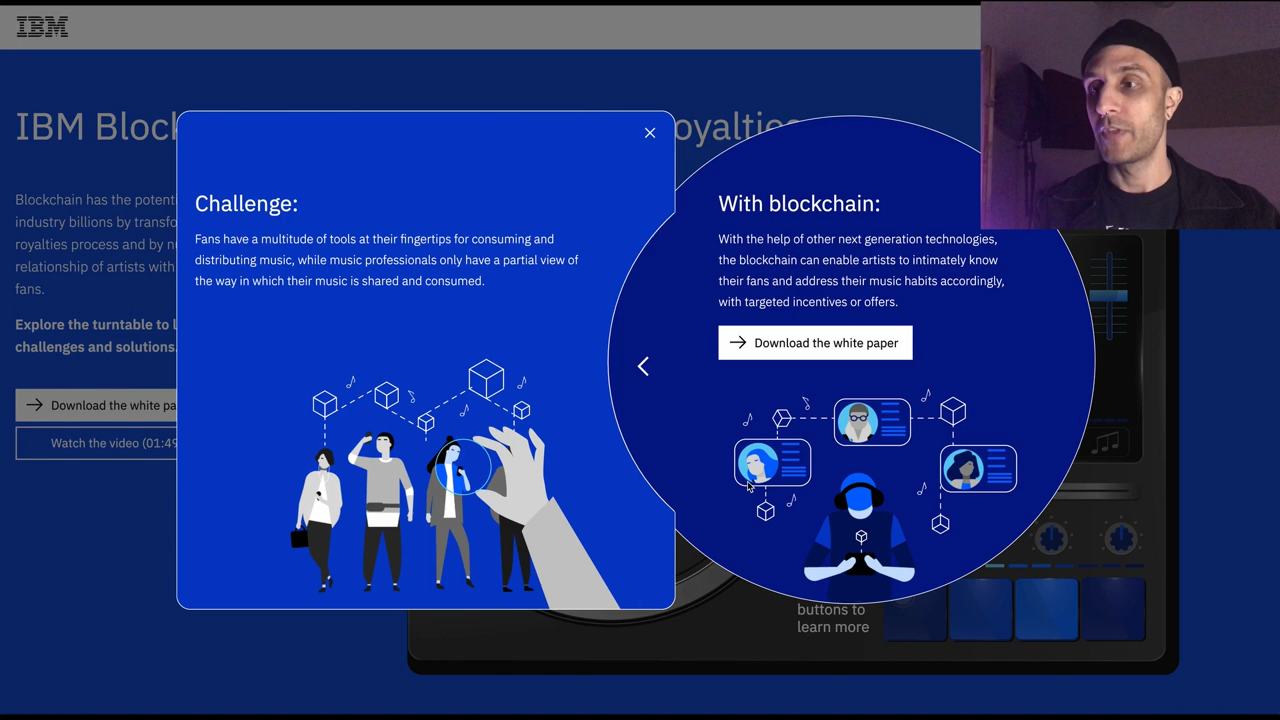 IBM
IBM Block
oyalties
Blockchain has the potenti
industry billions by transfo
royalties process and by nu
relationship of artists with
fans.
Explore the turntable to l
challenges and solutions.
Download the white pa
Watch the video (01:49
Challenge:
Fans have a multitude of tools at their fingertips for consuming and
distributing music, while music professionals only have a partial view of
the way in which their music is shared and consumed.
With blockchain:
With the help of other next generation technologies,
the blockchain can enable artists to intimately know
their fans and address their music habits accordingly,
with targeted incentives or offers.
Download the white paper
buttons to
learn more